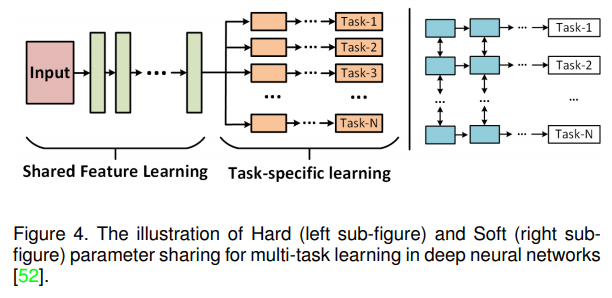 Input
Task-1
Task-2
Task-3
Task-N
Shared Feature Learning
Task-specific learning
Task-1
Task-2
Task-N
Figure 4. The illustration of Hard (left sub-figure) and Soft (right sub-
figure) parameter sharing for multi-task learning in deep neural networks
[52].